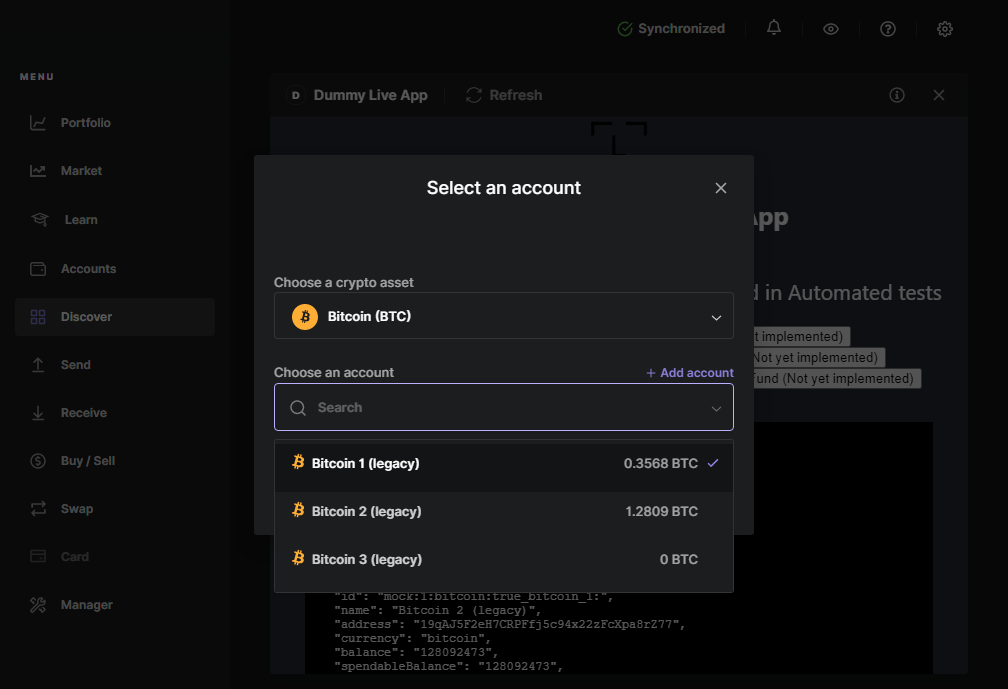 Synchronized
MENU
D Dummy Live App Refresh
Portfolio
Market
Learn
Accounts
Discover
Send
Receive
Buy / Sell
Swap
Card
Manager
Select an account
Choose a crypto asset
Bitcoin (BTC)
Choose an account + Add account
Search
Bitcoin 1 (legacy) 0.3568 BTC
Bitcoin 2 (legacy) 1.2809 BTC
Bitcoin 3 (legacy) 0 BTC
in Automated tests
implemented)
Not yet implemented)
(Not yet implemented)
"id": "mock:1:bitcoin:true_bitcoin_1:",
"name": "Bitcoin 2 (legacy)",
"address": "19qAJ5F2eH7CRPFfj5c94x22zFcXpa8rZ77",
"currency": "bitcoin",
"balance": "128092473",
"spendableBalance": "128092473",